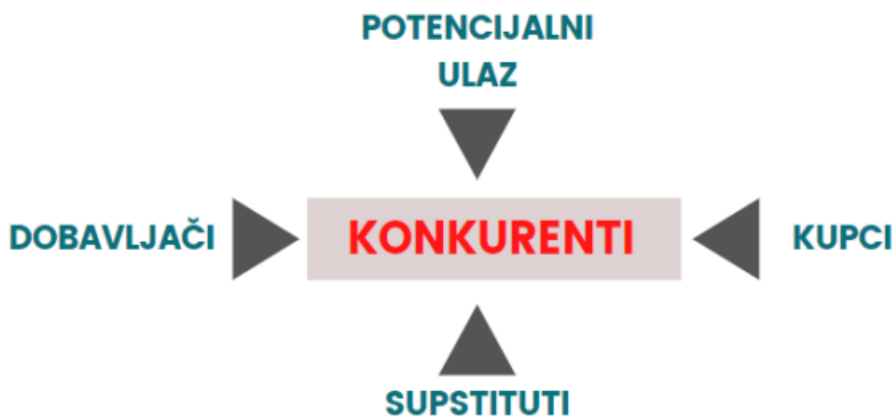 POTENCIJALNI
ULAZ
DOBAVLJAČI
KONKURENTI
KUPCI
SUPSTITUTI